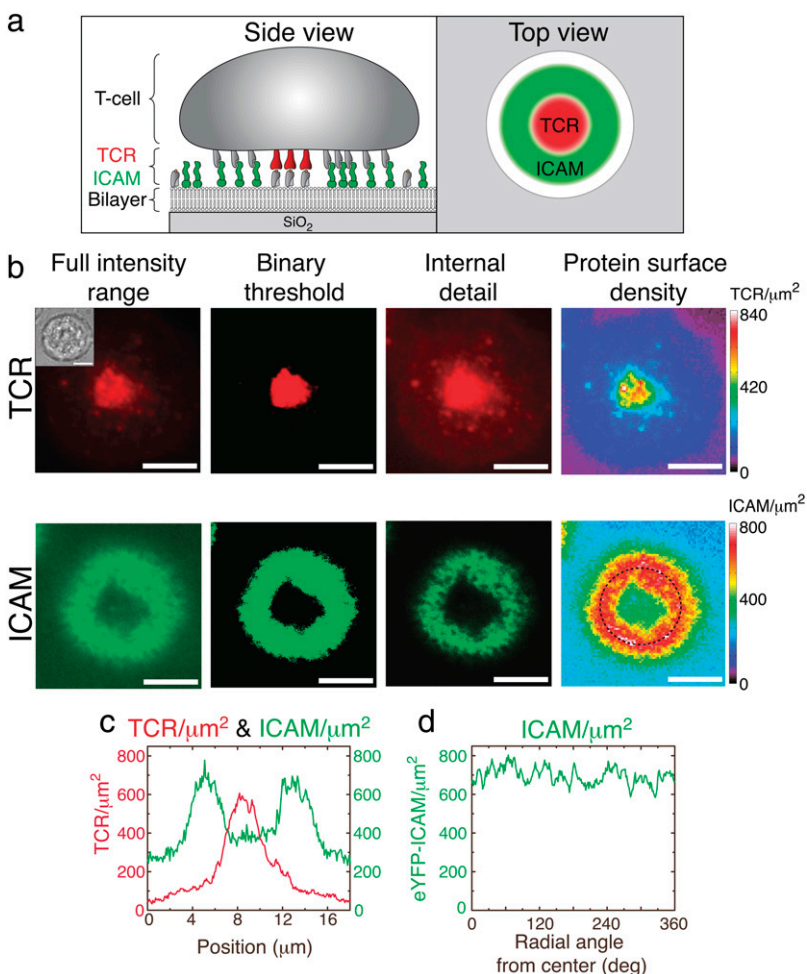 a
Side view
Top view
T-cell
TCR
ICAM
Bilayer
SiO₂
TCR
ICAM
b
Full intensity range
Binary threshold
Internal detail
Protein surface density
TCR/μm²
840
420
0
TCR
ICAM/μm²
800
400
0
ICAM
c
TCR/μm² & ICAM/μm²
800
600
400
200
0
TCR/μm²
800
600
400
200
0
0 4 8 12 16
Position (μm)
d
ICAM/μm²
eYFP-ICAM/μm²
800
600
400
200
0
0 120 240 360
Radial angle
from center (deg)